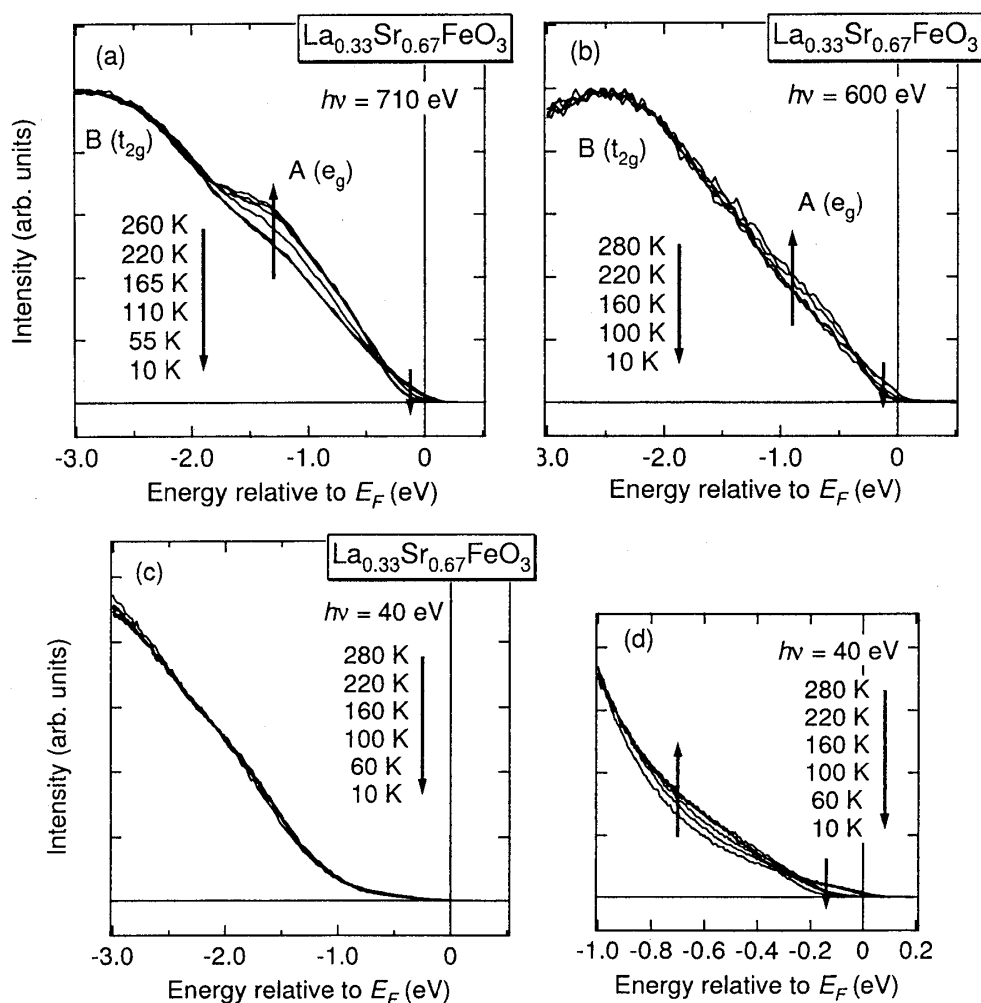 (a)
La0.33Sr0.67FeO3
hν = 710 eV
B (t2g)
A (eg)
260 K
220 K
165 K
110 K
55 K
10 K
Intensity (arb. units)
-3.0 -2.0 -1.0 0
Energy relative to EF (eV)
(b)
La0.33Sr0.67FeO3
hν = 600 eV
B (t2g)
A (eg)
280 K
220 K
160 K
100 K
10 K
3.0 -2.0 -1.0 0
Energy relative to EF (eV)
(c)
La0.33Sr0.67FeO3
hν = 40 eV
280 K
220 K
160 K
100 K
60 K
10 K
Intensity (arb. units)
-3.0 -2.0 -1.0 0
Energy relative to EF (eV)
(d)
hν = 40 eV
280 K
220 K
160 K
100 K
60 K
10 K
-1.0 -0.8 -0.6 -0.4 -0.2 0 0.2
Energy relative to EF (eV)